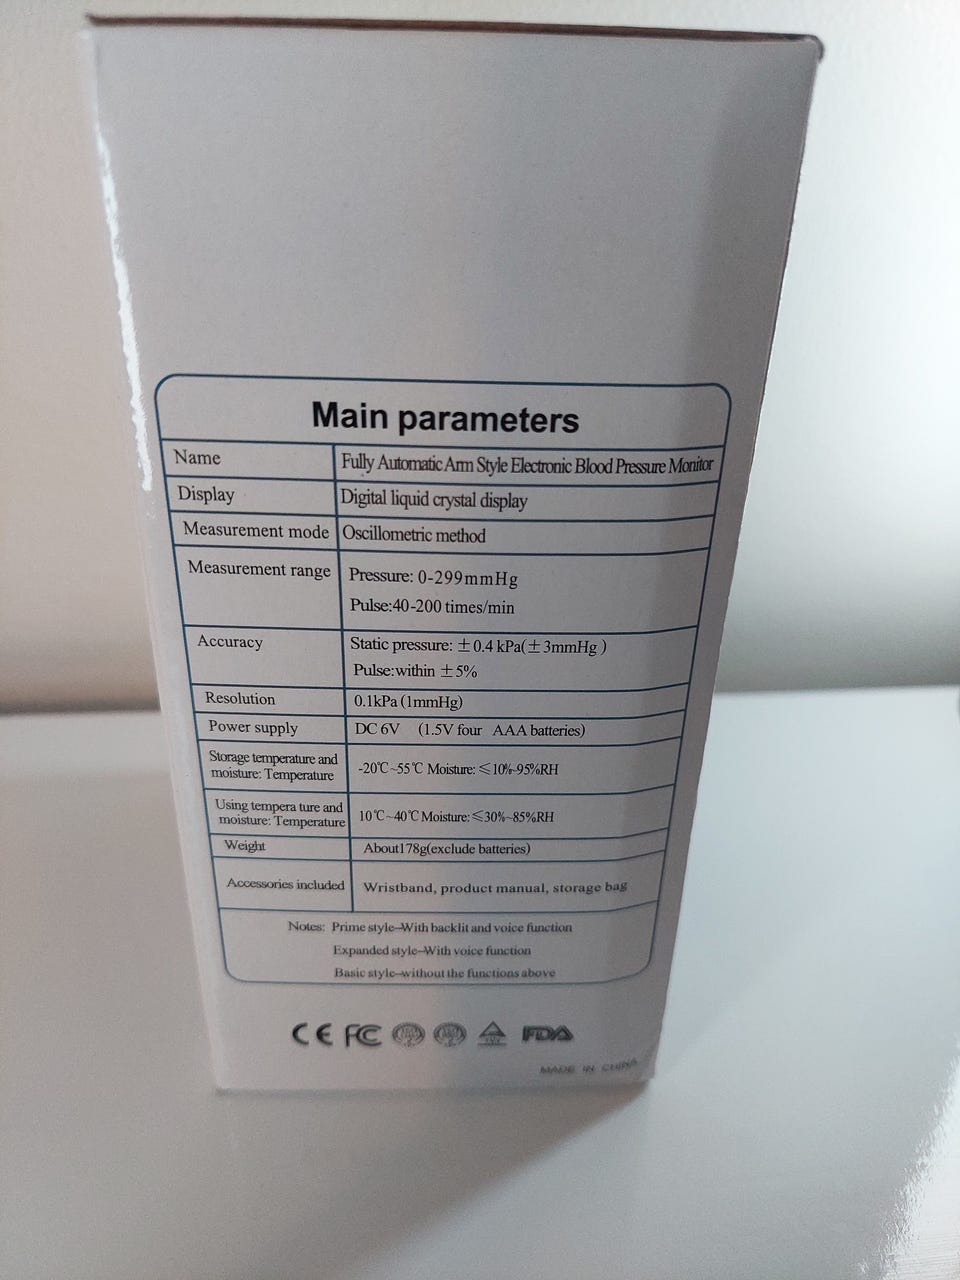 Main parameters
Name Fully Automatic Arm Style Electronic Blood Pressure Monitor
Display Digital liquid crystal display
Measurement mode Oscillometric method
Measurement range Pressure: 0-299mmHg
Pulse:40-200 times/min
Accuracy Static pressure: ±0.4 kPa(±3mmHg )
Pulse:within ±5%
Resolution 0.1kPa (1mmHg)
Power supply DC 6V (1.5V four AAA batteries)
Storage temperature and
moisture: Temperature -20℃~55℃ Moisture: ≤10%~95%RH
Using tempera ture and
moisture: Temperature 10℃~40℃ Moisture:≤30%~85%RH
Weight About178g(exclude batteries)
Accessories included Wristband, product manual, storage bag
Notes: Prime style–With backlit and voice function
Expanded style–With voice function
Basic style–without the functions above
CE FC FDA
MADE IN CHINA